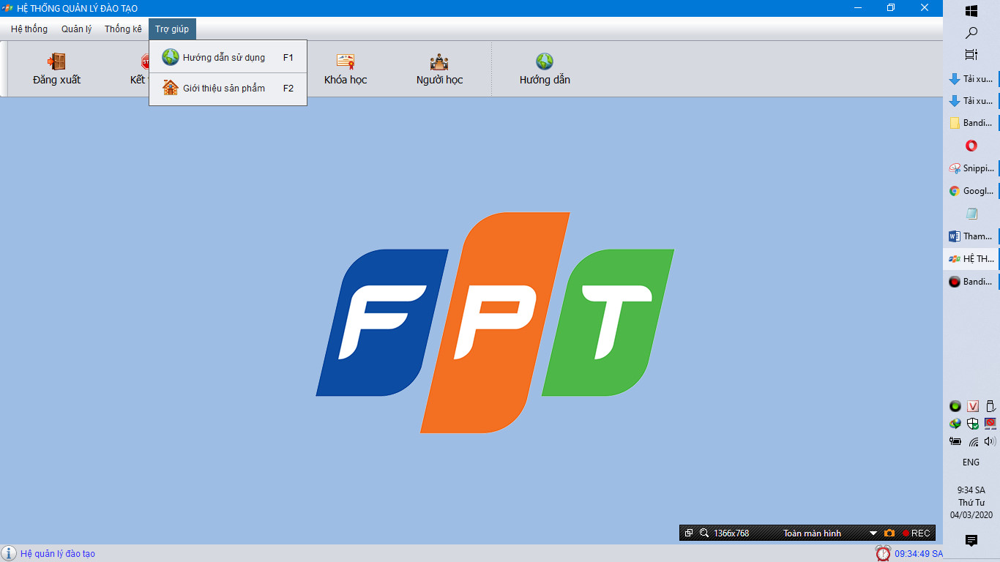 HỆ THỐNG QUẢN LÝ ĐÀO TẠO
Hệ thống Quản lý Thống kê Trợ giúp
Hướng dẫn sử dụng F1
Giới thiệu sản phẩm F2
Đăng xuất Kết Khóa học Người học Hướng dẫn
STO
FPT
1366x768 Toàn màn hình REC
Hệ quản lý đào tạo 09:34:49 SA
Tải xu...
Tải xu...
Bandi...
Snippi...
Googl...
Tham...
HỆ TH...
Bandi...
V
ENG
9:34 SA
Thứ Tư
04/03/2020